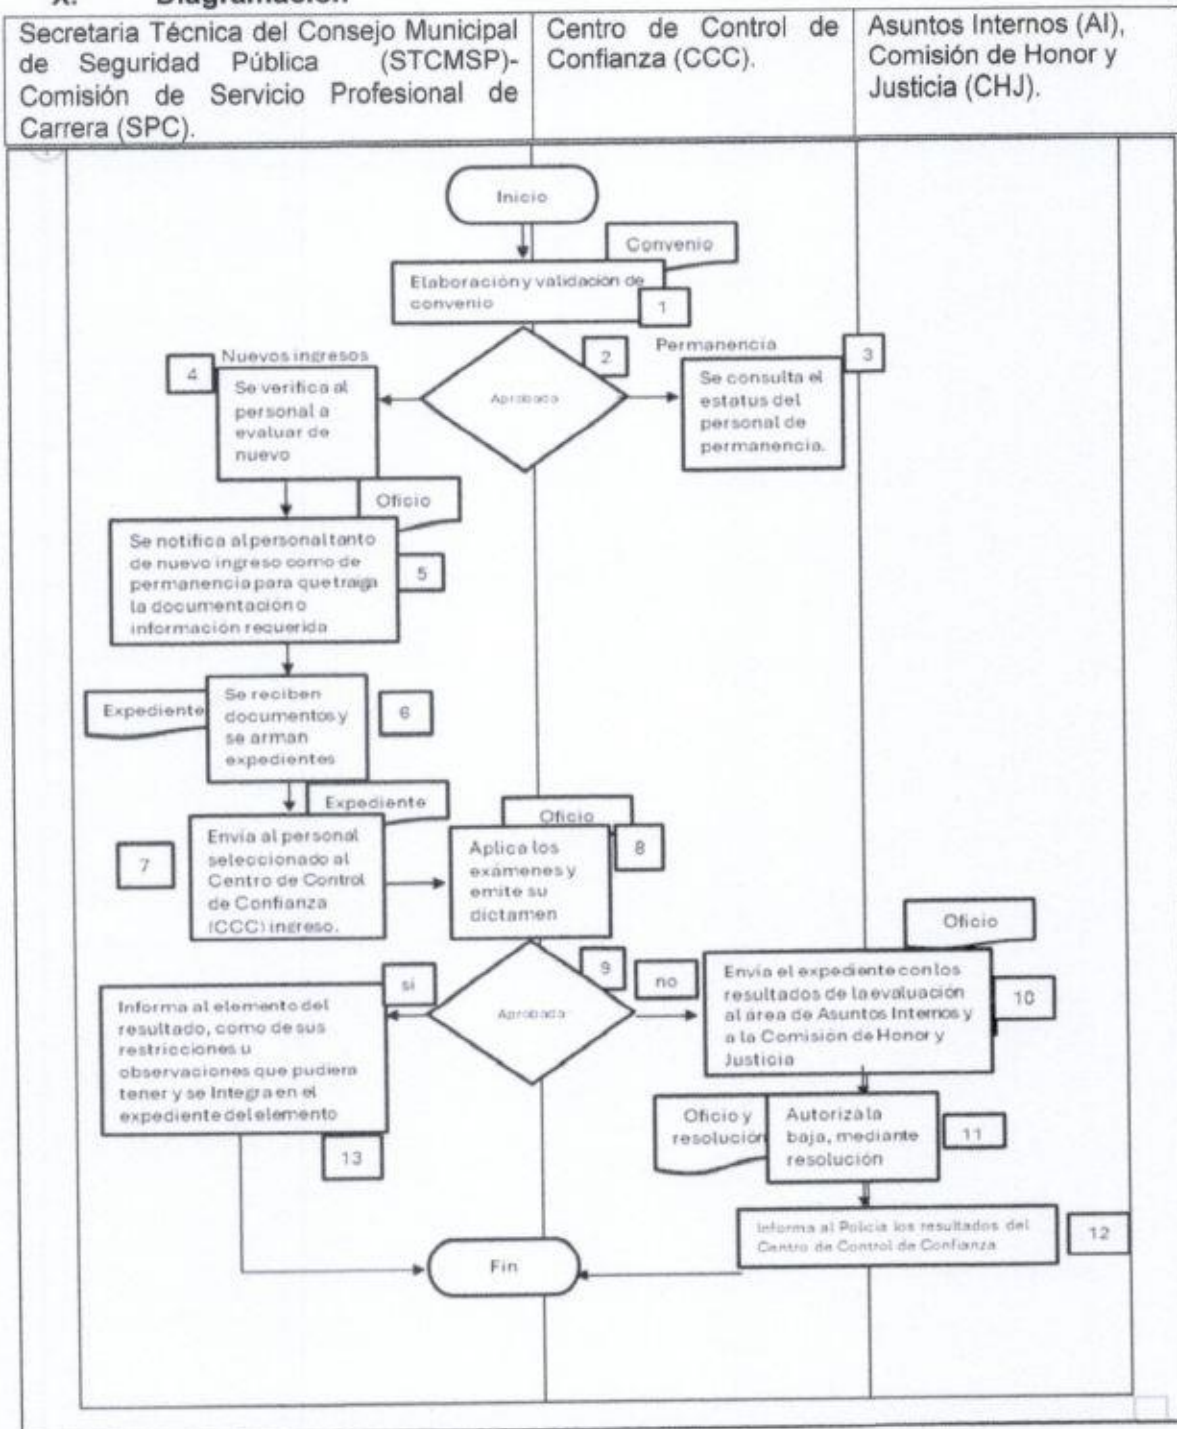 X. Diagramación
Secretaria Técnica del Consejo Municipal
de Seguridad Pública (STCMSP)-
Comisión de Servicio Profesional de
Carrera (SPC).
Centro de Control de
Confianza (CCC).
Asuntos Internos (AI),
Comisión de Honor y
Justicia (CHJ).
Inicio
Convenio
Elaboración y validación de
convenio
1
2
Aprobada
Permanencia
3
Se consulta el
estatus del
personal de
permanencia.
Nuevos ingresos
4
Se verifica al
personal a
evaluar de
nuevo
Oficio
Se notifica al personal tanto
de nuevo ingreso como de
permanencia para que traiga
la documentación o
información requerida
5
Expediente
Se reciben
documentos y
se arman
expedientes
6
Expediente
7
Envía al personal
seleccionado al
Centro de Control
de Confianza
(CCC) ingreso.
Oficio
Aplica los
exámenes y
emite su
dictamen
8
9
Aprobada
si
no
Oficio
Envía el expediente con los
resultados de la evaluación
al área de Asuntos Internos y
a la Comisión de Honor y
Justicia
10
Informa al elemento del
resultado, como de sus
restricciones u
observaciones que pudiera
tener y se Integra en el
expediente del elemento
13
Oficio y
resolución
Autoriza la
baja, mediante
resolución
11
Informa al Policía los resultados del
Centro de Control de Confianza
12
Fin